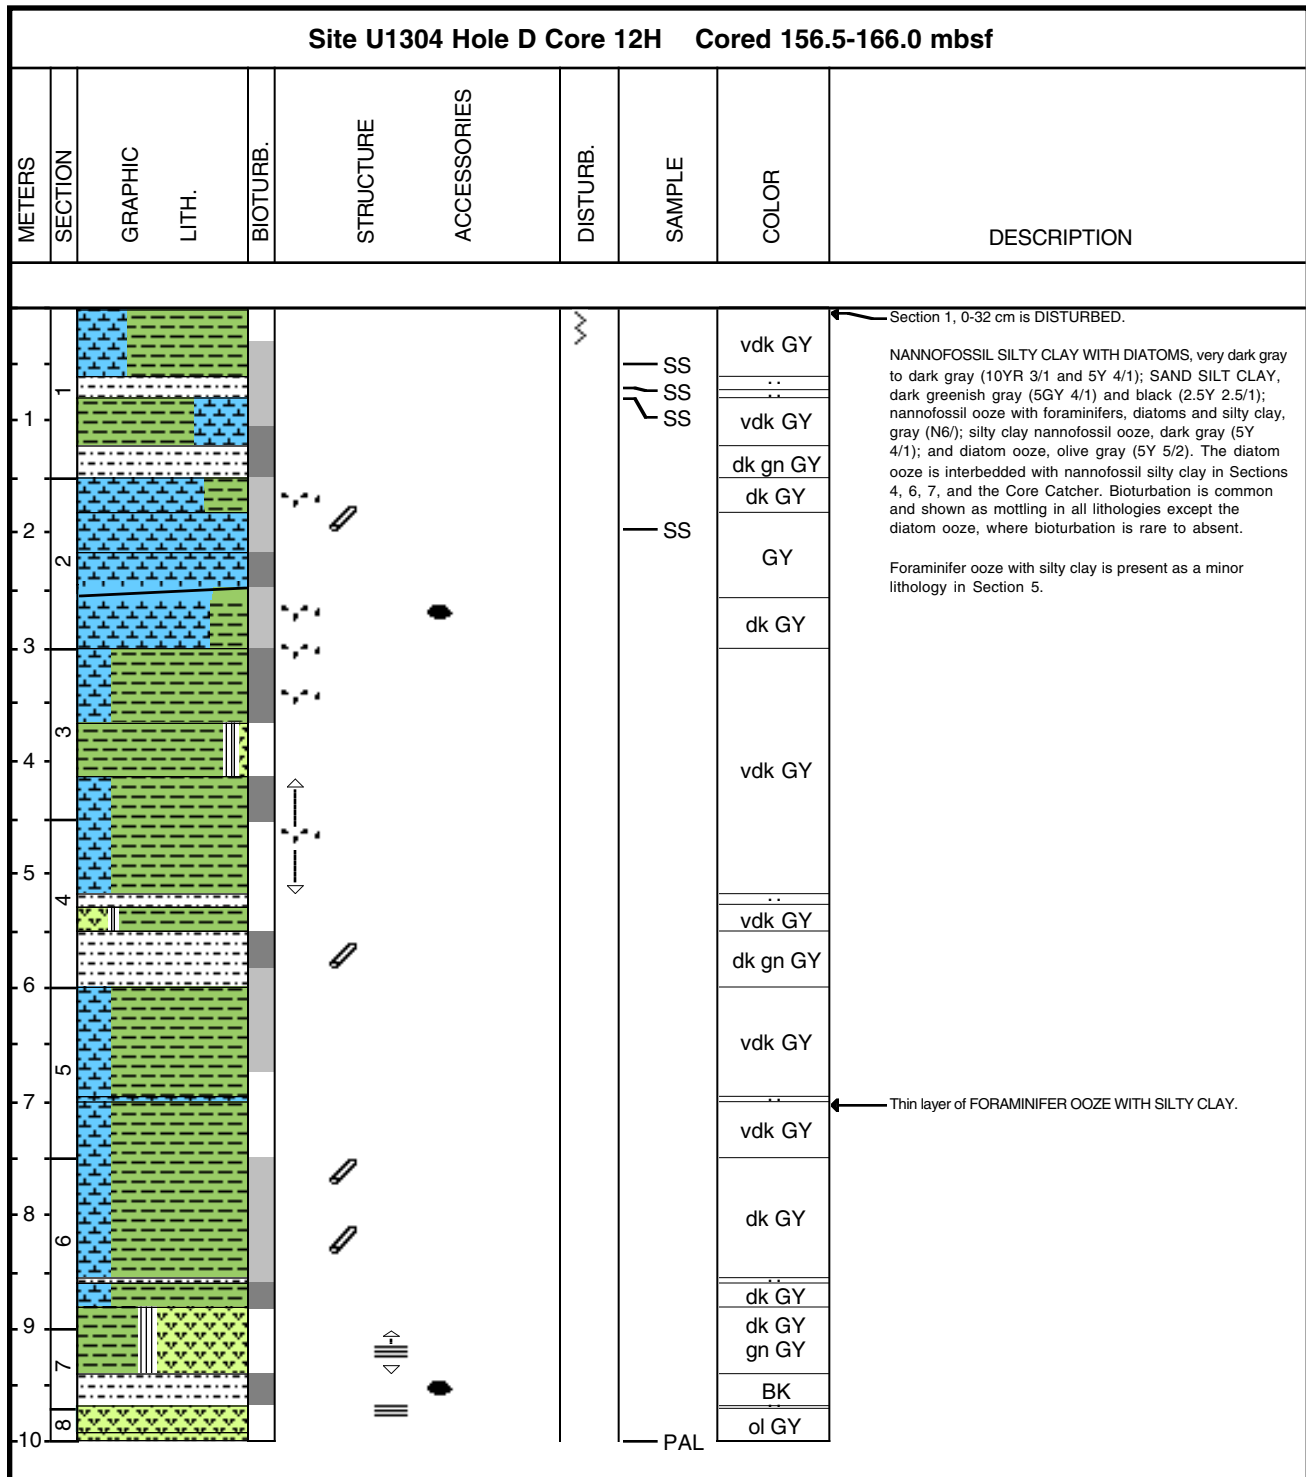 Site U1304 Hole D Core 12H Cored 156.5-166.0 mbsf
METERS
SECTION
GRAPHIC
LITH.
BIOTURB.
STRUCTURE
ACCESSORIES
DISTURB.
SAMPLE
COLOR
DESCRIPTION
1
2
3
4
5
6
7
8
9
10
1
2
3
4
5
6
7
8
SS
SS
SS
SS
PAL
vdk GY
vdk GY
dk gn GY
dk GY
GY
dk GY
vdk GY
vdk GY
dk gn GY
vdk GY
vdk GY
dk GY
dk GY
dk GY
gn GY
BK
ol GY
Section 1, 0-32 cm is DISTURBED.
NANNOFOSSIL SILTY CLAY WITH DIATOMS, very dark gray
to dark gray (10YR 3/1 and 5Y 4/1); SAND SILT CLAY,
dark greenish gray (5GY 4/1) and black (2.5Y 2.5/1);
nannofossil ooze with foraminifers, diatoms and silty clay,
gray (N6/); silty clay nannofossil ooze, dark gray (5Y
4/1); and diatom ooze, olive gray (5Y 5/2). The diatom
ooze is interbedded with nannofossil silty clay in Sections
4, 6, 7, and the Core Catcher. Bioturbation is common
and shown as mottling in all lithologies except the
diatom ooze, where bioturbation is rare to absent.
Foraminifer ooze with silty clay is present as a minor
lithology in Section 5.
Thin layer of FORAMINIFER OOZE WITH SILTY CLAY.